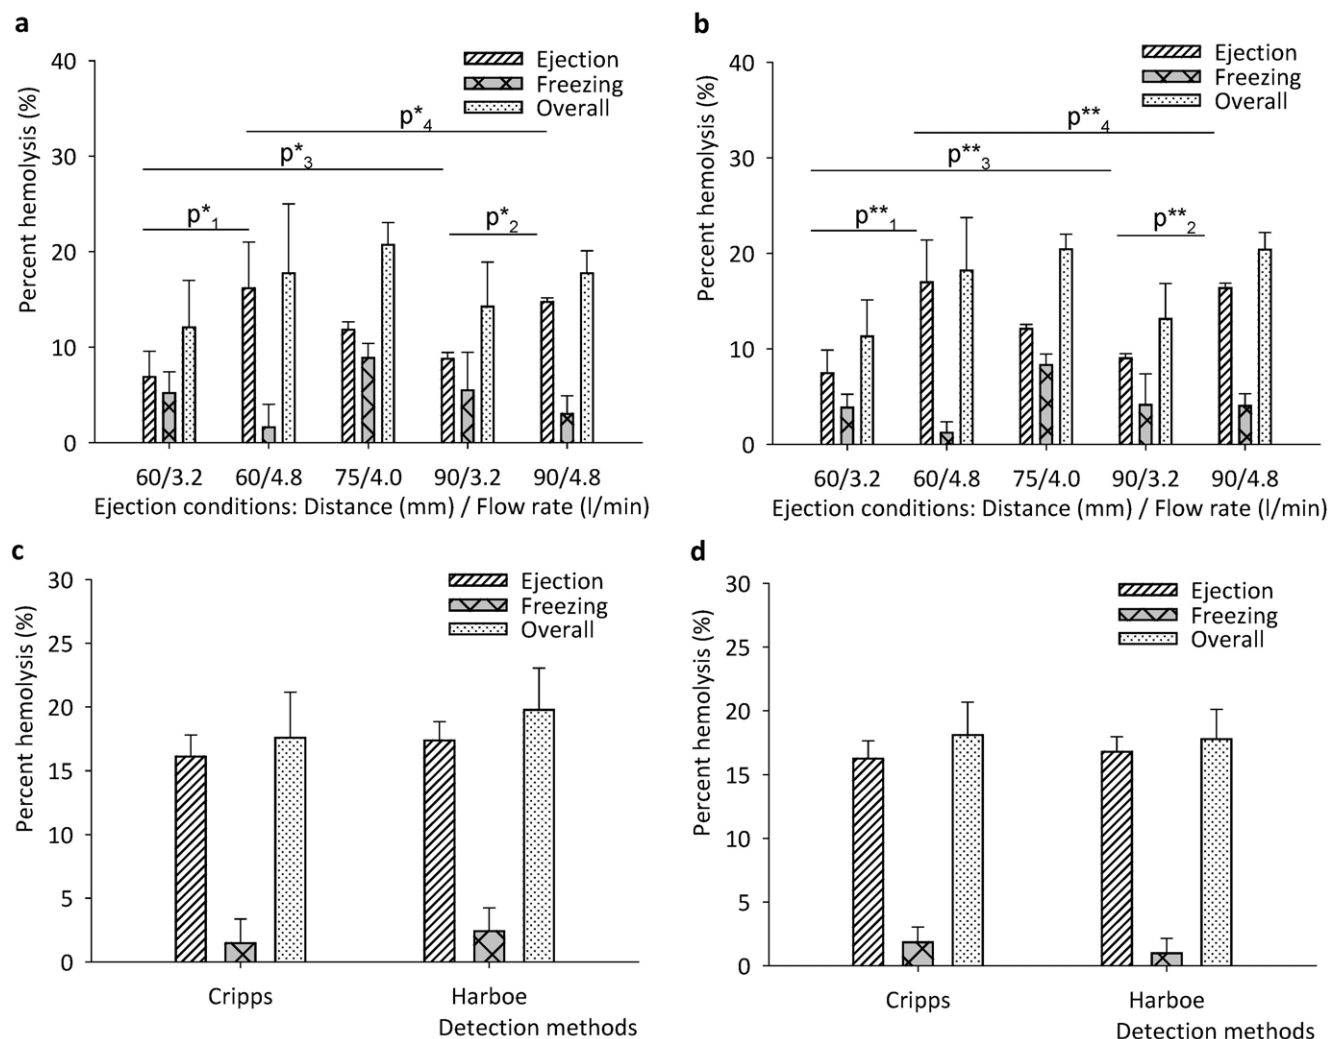 a
Percent hemolysis (%)
40
30
20
10
0
Ejection
Freezing
Overall
p*4
p*3
p*1
p*2
60/3.2 60/4.8 75/4.0 90/3.2 90/4.8
Ejection conditions: Distance (mm) / Flow rate (l/min)
b
Percent hemolysis (%)
40
30
20
10
0
Ejection
Freezing
Overall
p**4
p**3
p**1
p**2
60/3.2 60/4.8 75/4.0 90/3.2 90/4.8
Ejection conditions: Distance (mm) / Flow rate (l/min)
c
Percent hemolysis (%)
30
25
20
15
10
5
0
Ejection
Freezing
Overall
Cripps Harboe
Detection methods
d
Percent hemolysis (%)
30
25
20
15
10
5
0
Ejection
Freezing
Overall
Cripps Harboe
Detection methods